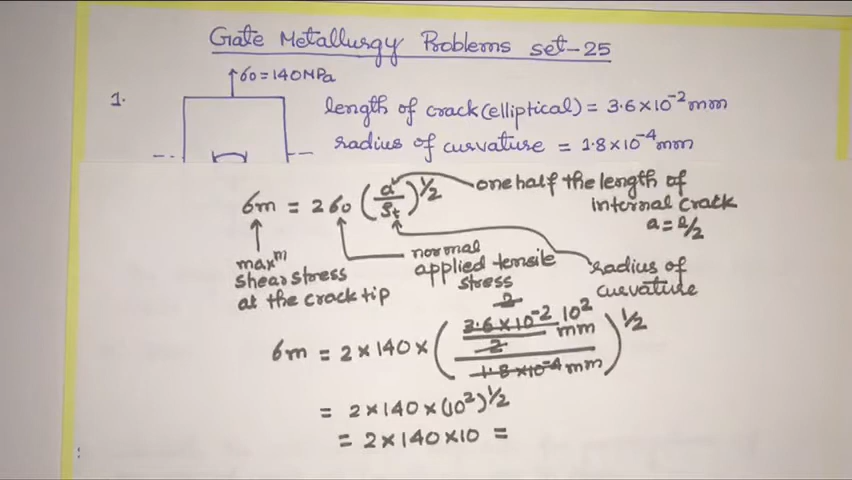 Gate Metallurgy Problems set-25
σ0 = 140MPa
1.
length of crack (elliptical) = 3.6×10⁻² mm
radius of curvature = 1.8×10⁻⁴ mm
σm = 2σ0 (a/ρt)^1/2
one half the length of
internal crack
a = l/2
maxᵐ
shear stress
at the crack tip
normal
applied tensile
stress
radius of
curvature
σm = 2×140×((3.6×10⁻²/2 mm)/(1.8×10⁻⁴ mm))^1/2
2
10²
= 2×140×(10²)^1/2
= 2×140×10 =